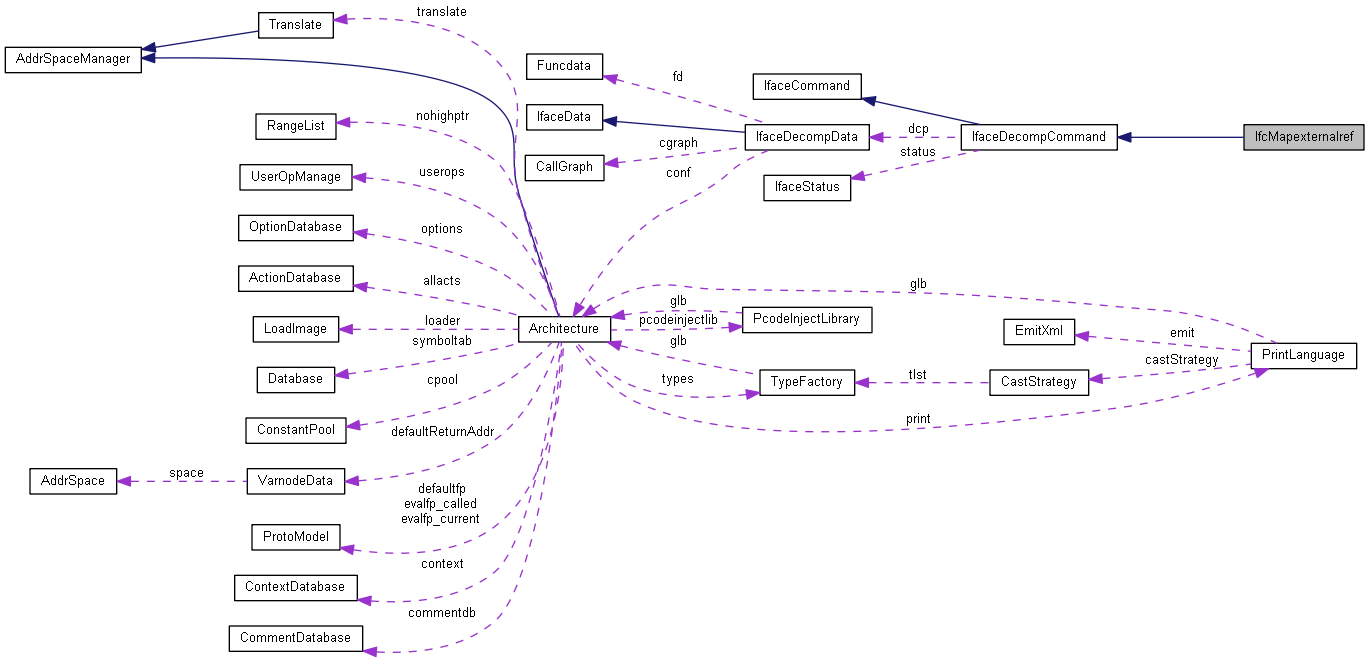 translate
Translate
AddrSpaceManager
Funcdata
fd
IfaceCommand
nohighptr
RangeList
IfaceData
IfaceDecompData
dcp
IfaceDecompCommand
IfcMapexternalref
cgraph
status
CallGraph
conf
userops
UserOpManage
IfaceStatus
options
OptionDatabase
allacts
ActionDatabase
glb
glb
loader
LoadImage
Architecture
pcodeinjectlib
PcodeInjectLibrary
EmitXml
emit
symboltab
glb
PrintLanguage
castStrategy
Database
cpool
types
TypeFactory
tlst
CastStrategy
print
ConstantPool
defaultReturnAddr
AddrSpace
space
VarnodeData
defaultfp
evalfp_called
evalfp_current
ProtoModel
context
ContextDatabase
commentdb
CommentDatabase